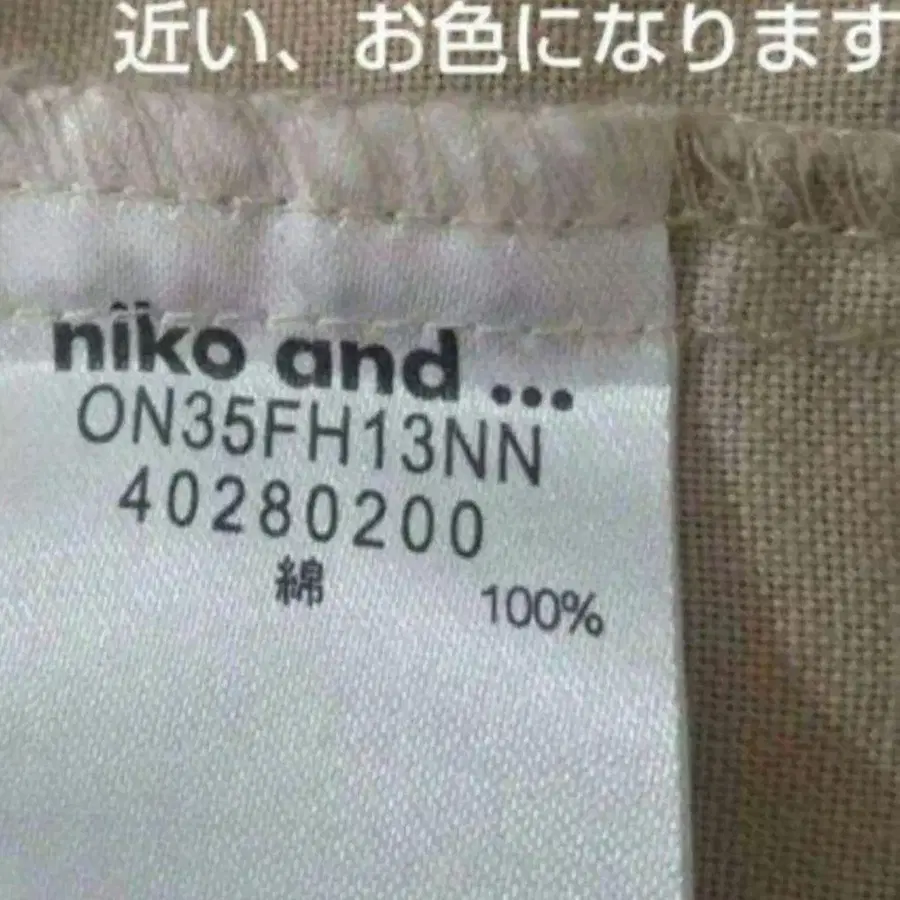 近い、お色になります
niko and ...
ON35FH13NN
40280200
綿 100%